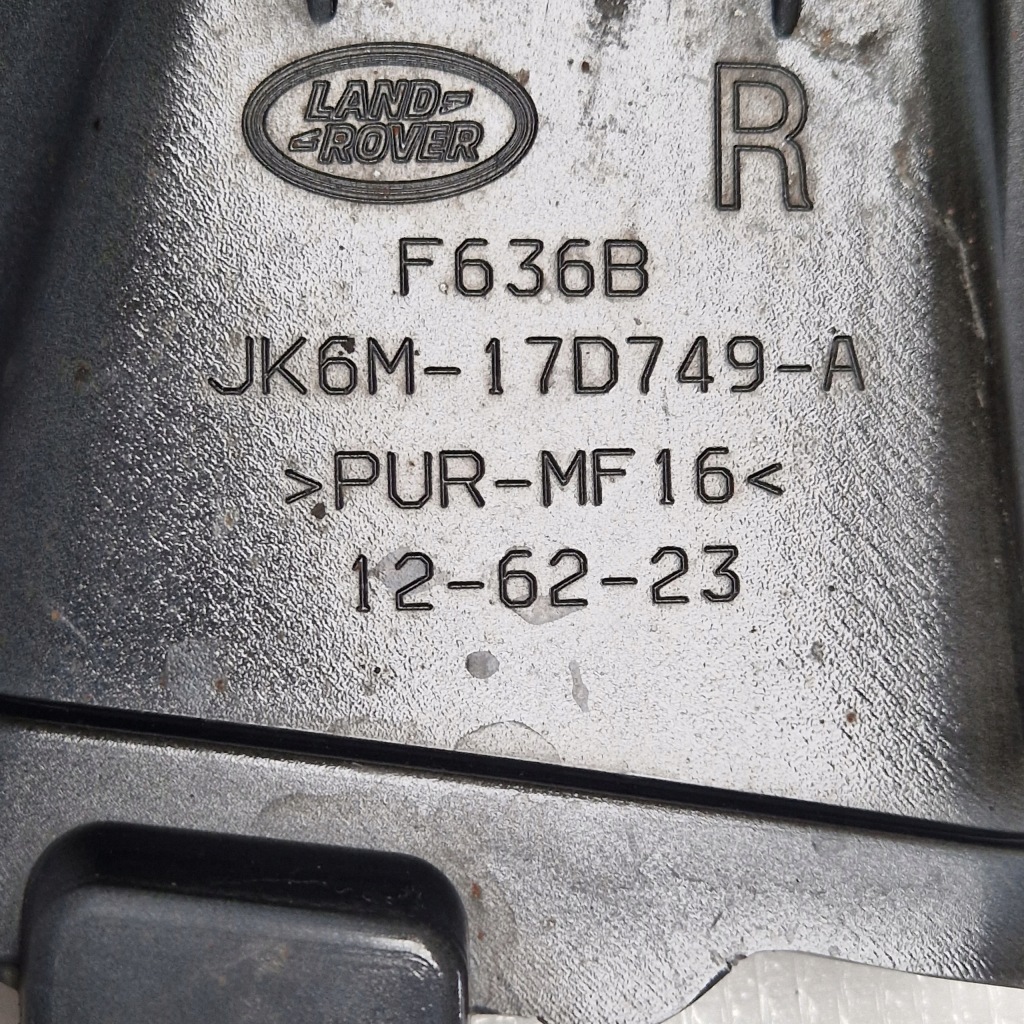 LAND
ROVER
R
F636B
JK6M-17D749-A
>PUR-MF16<
12-62-23